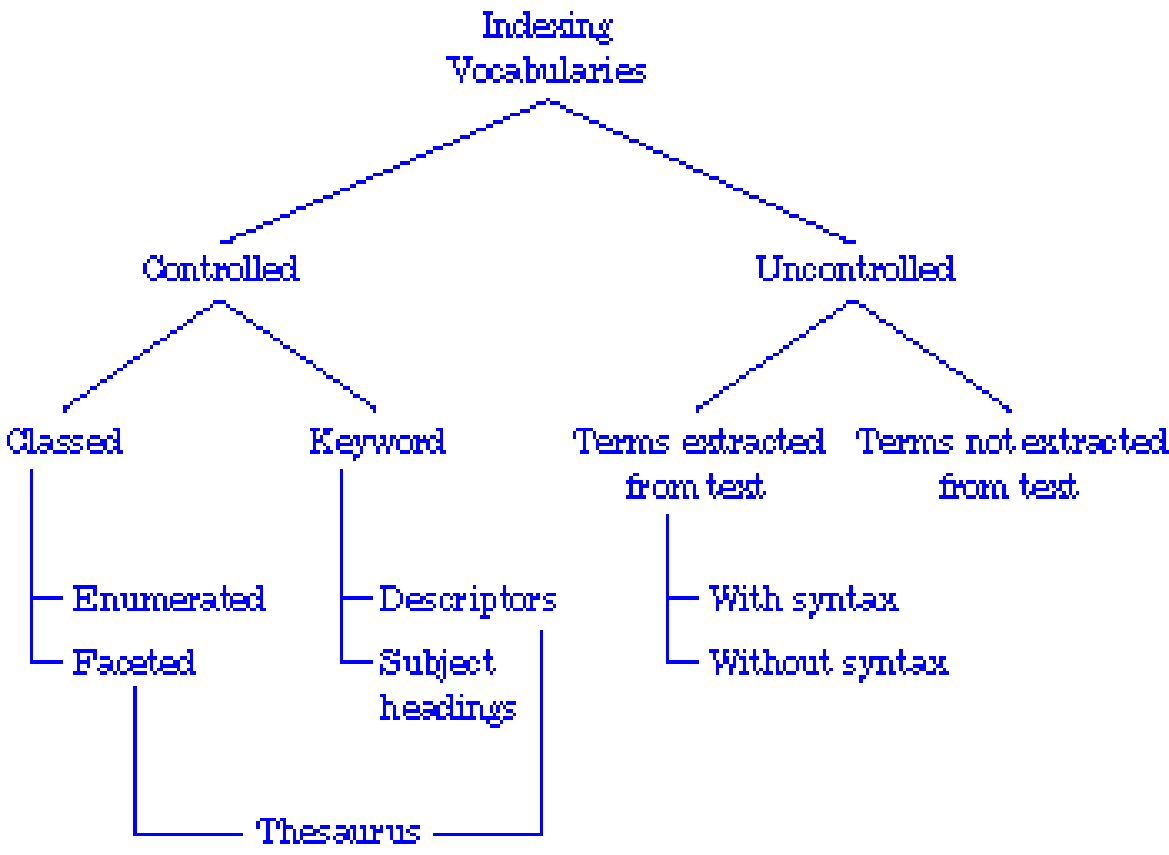 Indexing
Vocabularies
Controlled
Uncontrolled
Classed
Keyword
Terms extracted
from text
Terms not extracted
from text
Enumerated
Faceted
Descriptors
Subject
headings
With syntax
Without syntax
Thesaurus